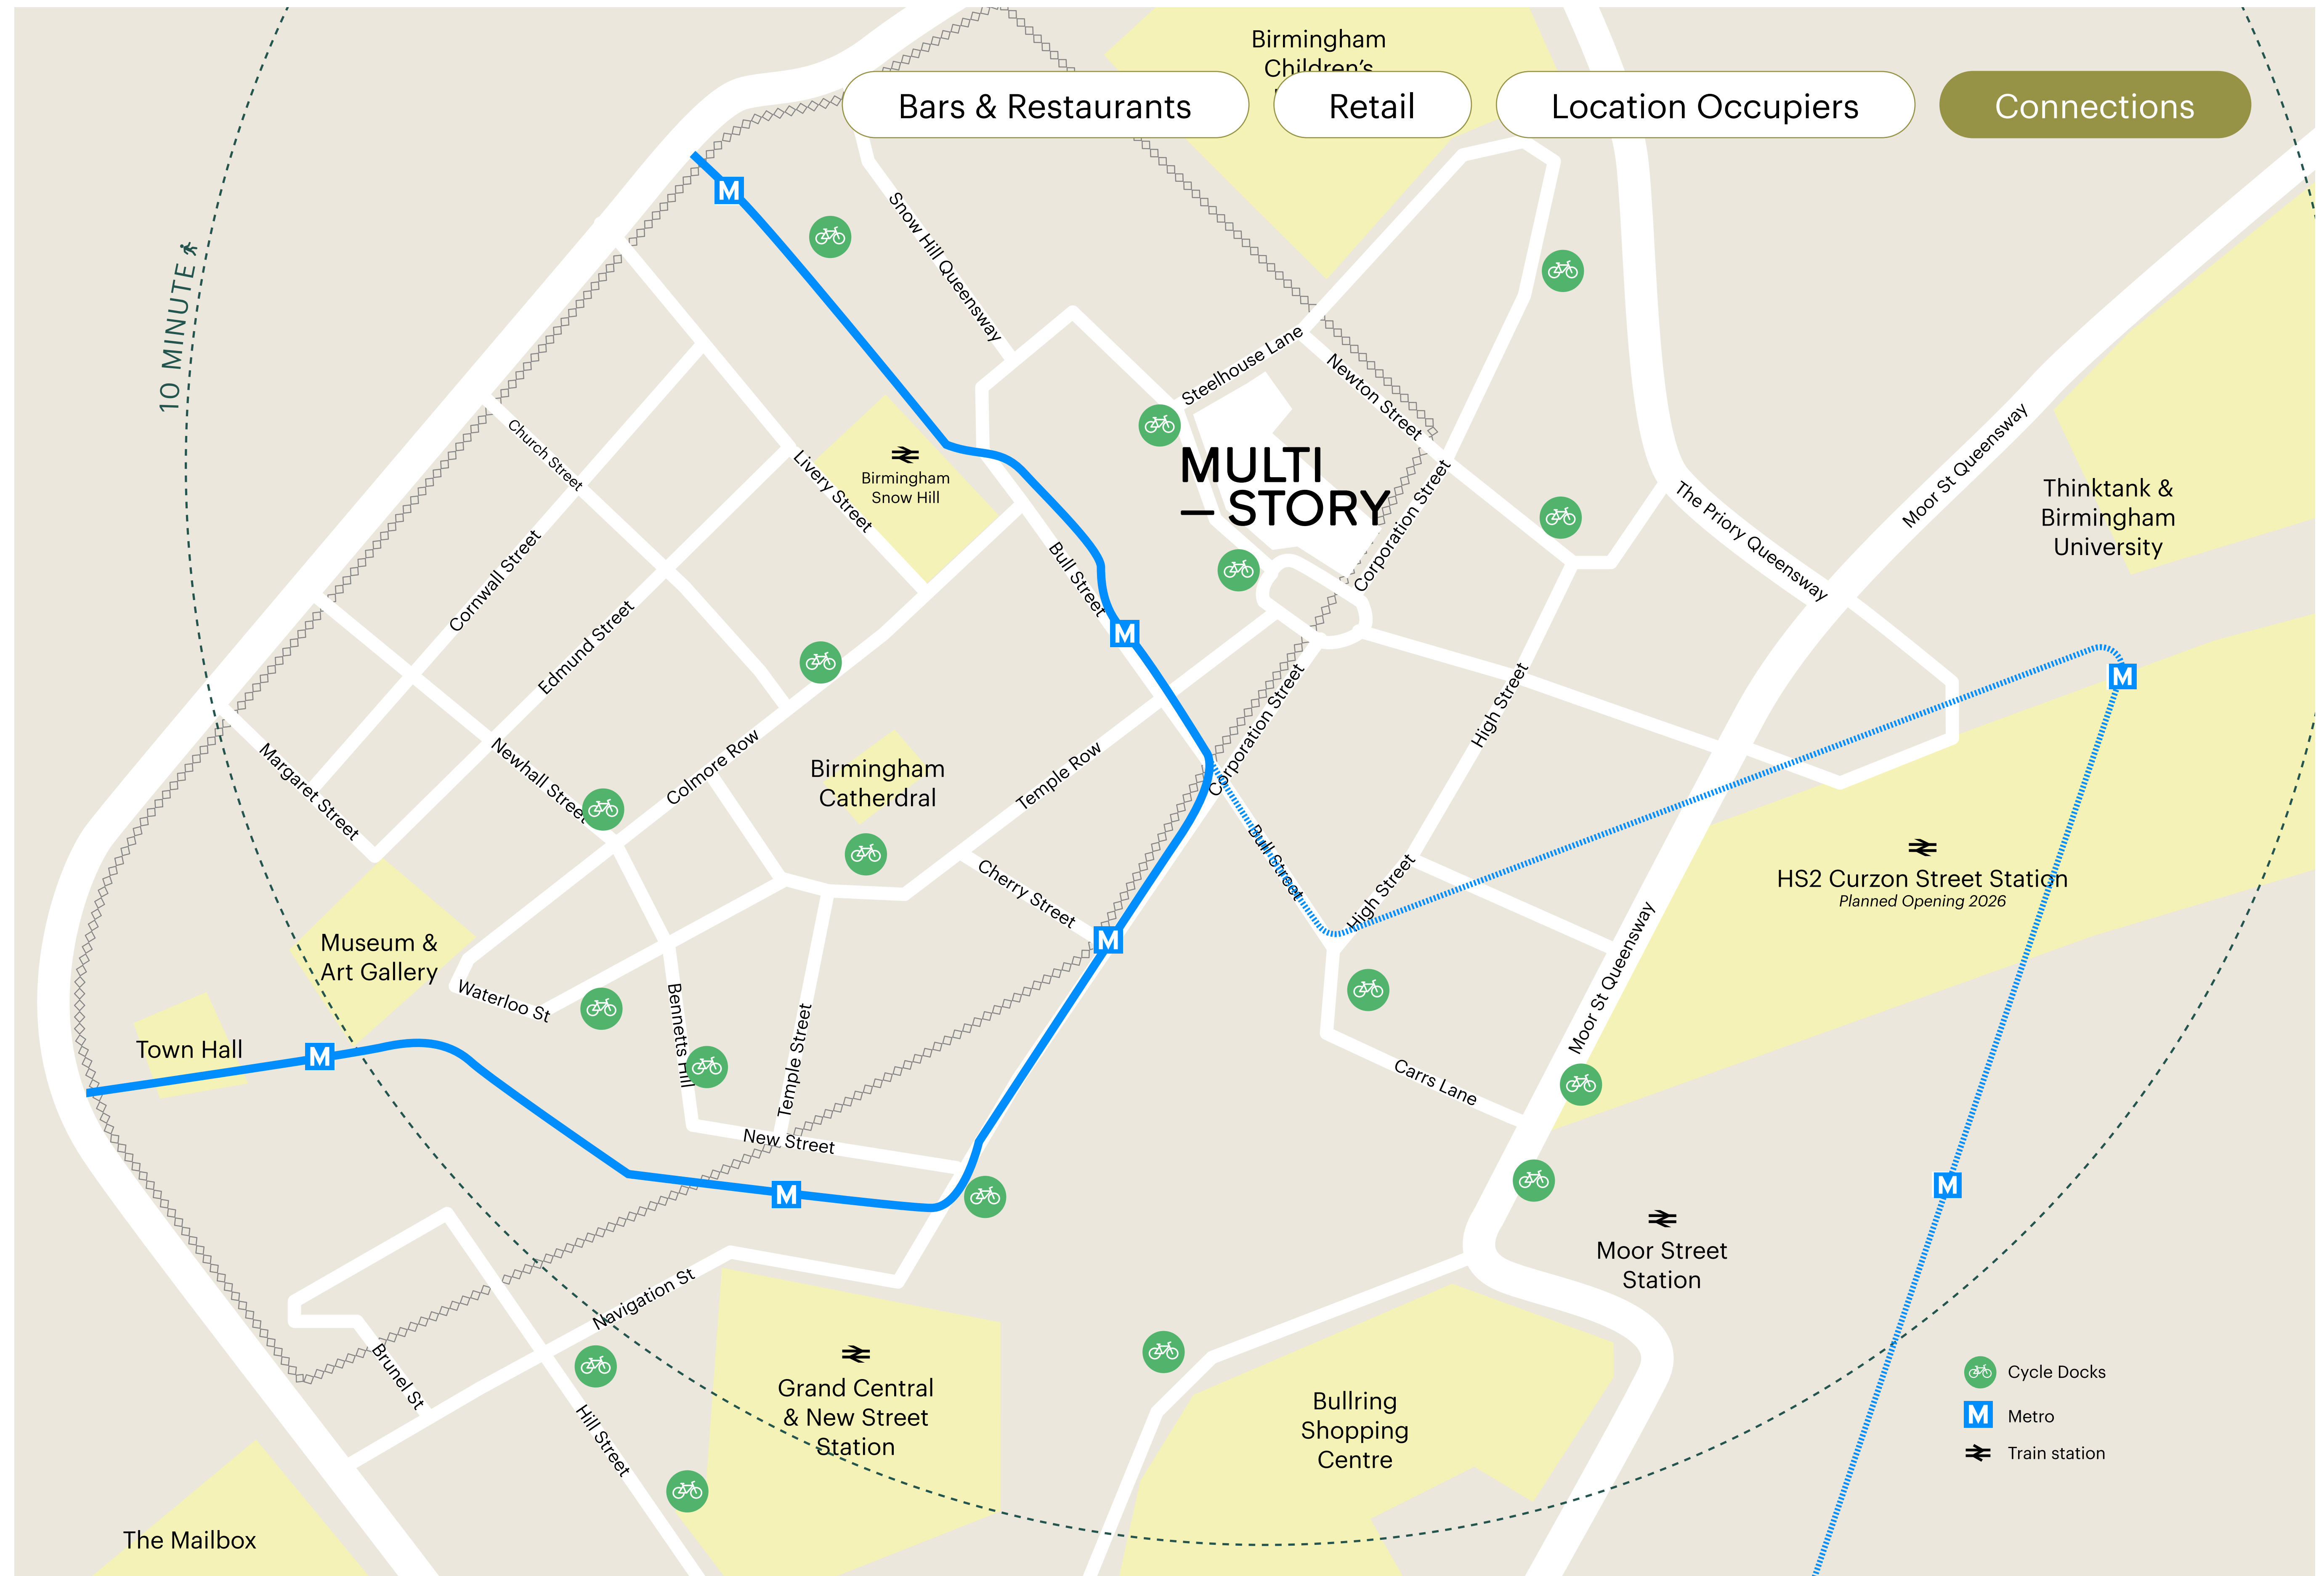 Birmingham
Children's
Bars & Restaurants
Retail
Location Occupiers
Connections
10 MINUTE
M
Snow Hill Queensway
Steelhouse Lane
Newton Street
Church Street
Livery Street
Birmingham
Snow Hill
MULTI
— STORY
Corporation Street
The Priory Queensway
Moor St Queensway
Thinktank &
Birmingham
University
Cornwall Street
Edmund Street
Bull Street
M
M
Margaret Street
Newhall Street
Colmore Row
Birmingham
Catherdral
Temple Row
Corporation Street
High Street
Cherry Street
Bull Street
High Street
HS2 Curzon Street Station
Planned Opening 2026
Museum &
Art Gallery
M
Waterloo St
Bennetts Hill
Temple Street
Moor St Queensway
Town Hall
M
Carrs Lane
New Street
M
M
Moor Street
Station
Navigation St
Brunel St
Hill Street
Grand Central
& New Street
Station
Bullring
Shopping
Centre
Cycle Docks
M Metro
Train station
The Mailbox